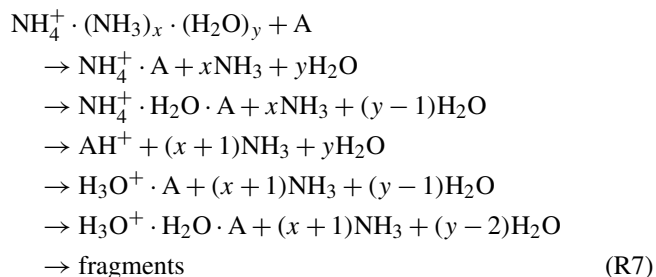 NH₄⁺ · (NH₃)ₓ · (H₂O)ᵧ + A
→ NH₄⁺ · A + xNH₃ + yH₂O
→ NH₄⁺ · H₂O · A + xNH₃ + (y − 1)H₂O
→ AH⁺ + (x + 1)NH₃ + yH₂O
→ H₃O⁺ · A + (x + 1)NH₃ + (y − 1)H₂O
→ H₃O⁺ · H₂O · A + (x + 1)NH₃ + (y − 2)H₂O
→ fragments (R7)